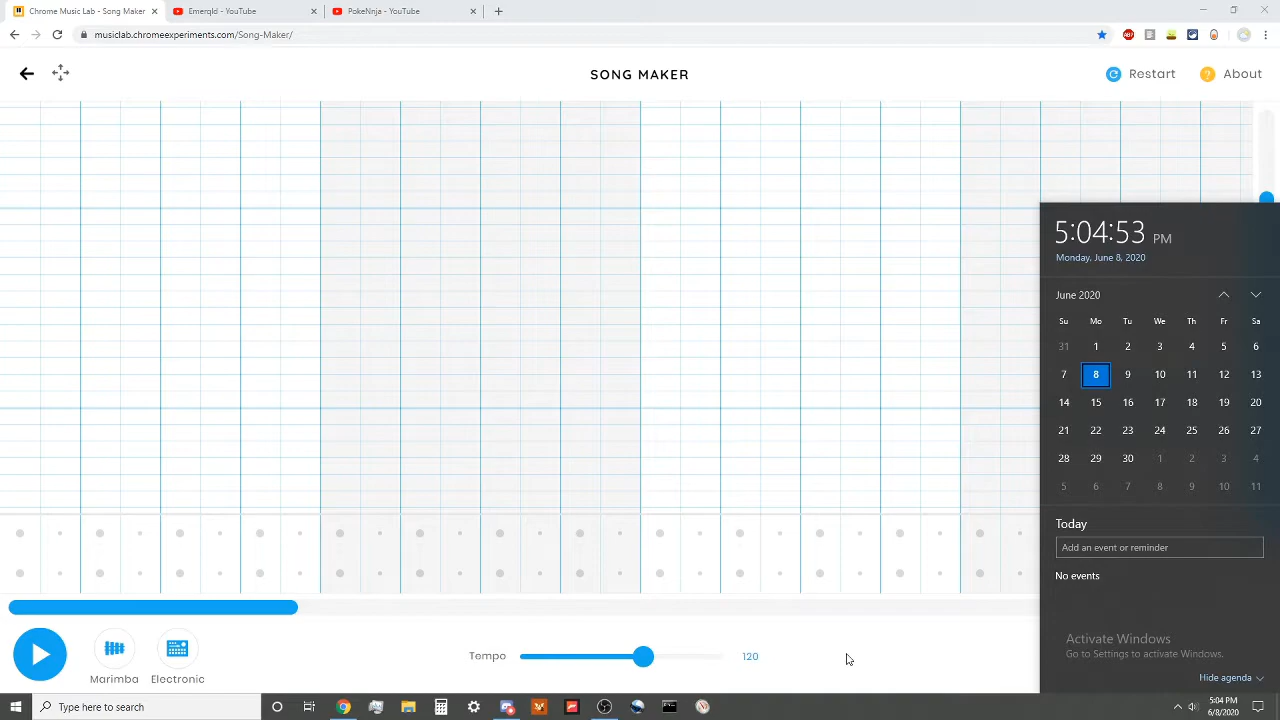 Chrome Music Lab - Song Maker
Emerqld - YouTube
PokeNnja - YouTube
musiclab.chromeexperiments.com/Song-Maker/
SONG MAKER
Restart
? About
5:04:53 PM
Monday, June 8, 2020
June 2020
Su Mo Tu We Th Fr Sa
31 1 2 3 4 5 6
7 8 9 10 11 12 13
14 15 16 17 18 19 20
21 22 23 24 25 26 27
28 29 30 1 2 3 4
5 6 7 8 9 10 11
Today
Add an event or reminder
No events
Activate Windows
Go to Settings to activate Windows.
Hide agenda
Marimba
Electronic
Tempo
120
Type here to search
5:04 PM
6/8/2020